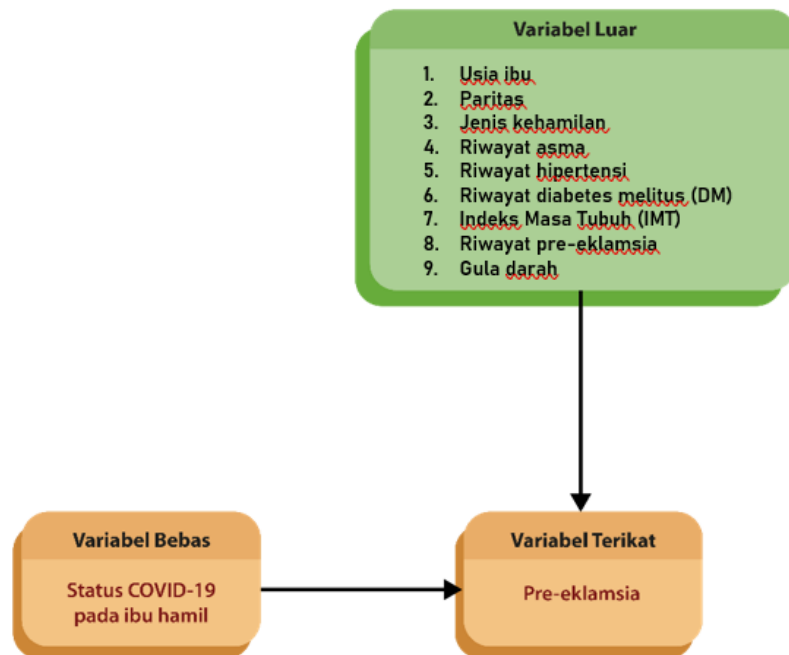 Variabel Luar
1. Usia ibu
2. Paritas
3. Jenis kehamilan
4. Riwayat asma
5. Riwayat hipertensi
6. Riwayat diabetes melitus (DM)
7. Indeks Masa Tubuh (IMT)
8. Riwayat pre-eklamsia
9. Gula darah
Variabel Bebas
Status COVID-19
pada ibu hamil
Variabel Terikat
Pre-eklamsia